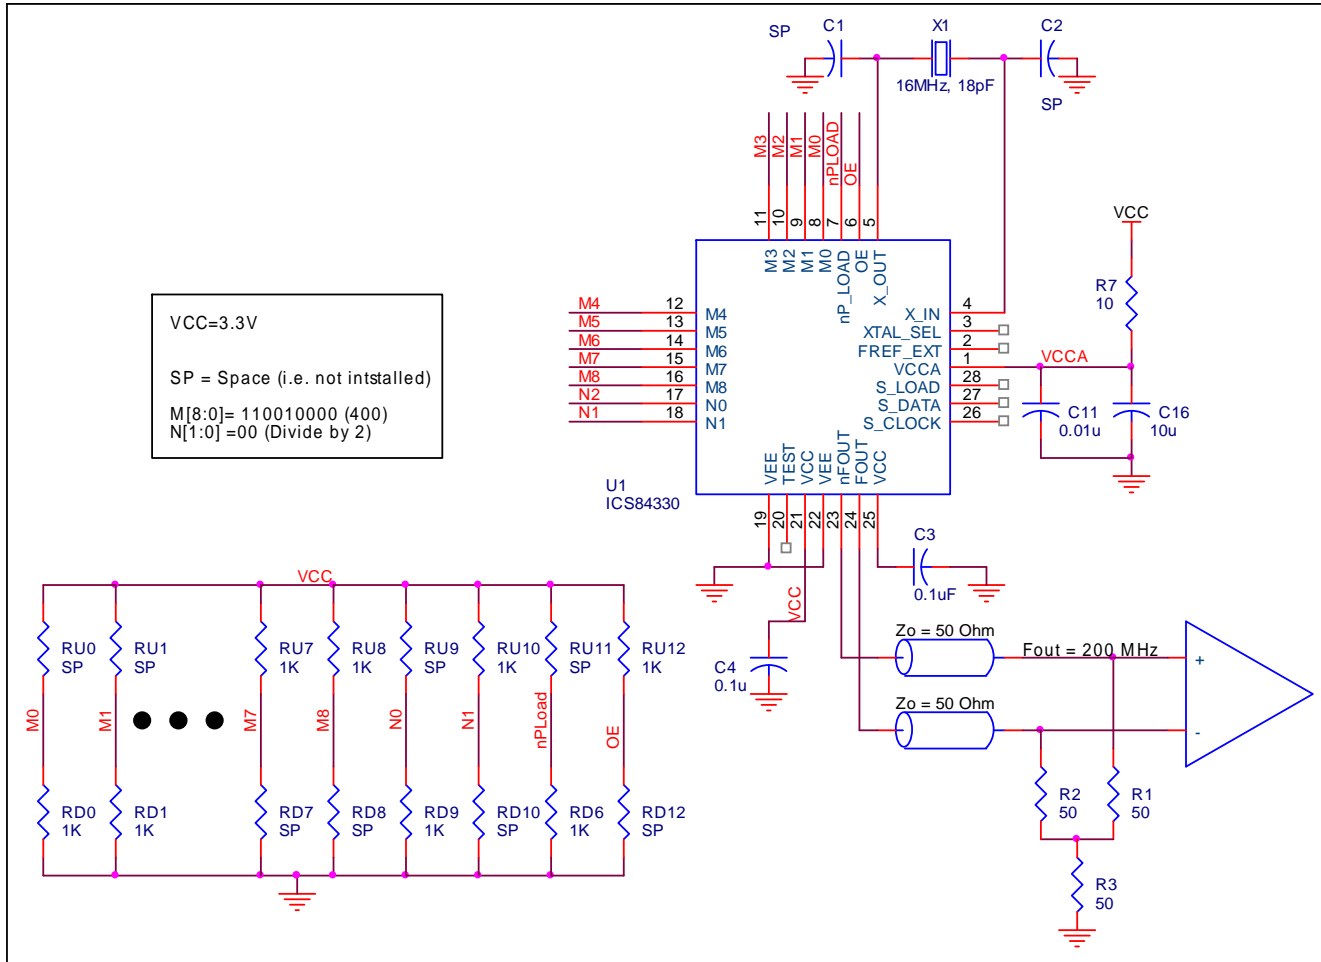 SP
C1
X1
C2
16MHz, 18pF
SP
M3
M2
M1
M0
nPLOAD
OE
11
10
9
8
7
6
5
M3
M2
M1
M0
nP_LOAD
OE
X_OUT
VCC
R7
10
VCC=3.3V
SP = Space (i.e. not intstalled)
M[8:0]= 110010000 (400)
N[1:0] =00 (Divide by 2)
M4 12 M4
M5 13 M5
M6 14 M6
M7 15 M7
M8 16 M8
N2 17 N0
N1 18 N1
X_IN 4
XTAL_SEL 3
FREF_EXT 2
VCCA 1 VCCA
S_LOAD 28
S_DATA 27
S_CLOCK 26
C11
0.01u
C16
10u
VEE
TEST
VCC
VEE
nFOUT
FOUT
VCC
U1
ICS84330
19
20
21
22
23
24
25
C3
0.1uF
VCC
C4
0.1u
VCC
RU0
SP
RU1
SP
RU7
1K
RU8
1K
RU9
SP
RU10
1K
RU11
SP
RU12
1K
M0
M1
M7
M8
N0
N1
nPLoad
OE
RD0
1K
RD1
1K
RD7
SP
RD8
SP
RD9
1K
RD10
SP
RD6
1K
RD12
SP
Zo = 50 Ohm
Fout = 200 MHz
Zo = 50 Ohm
+
-
R2
50
R1
50
R3
50